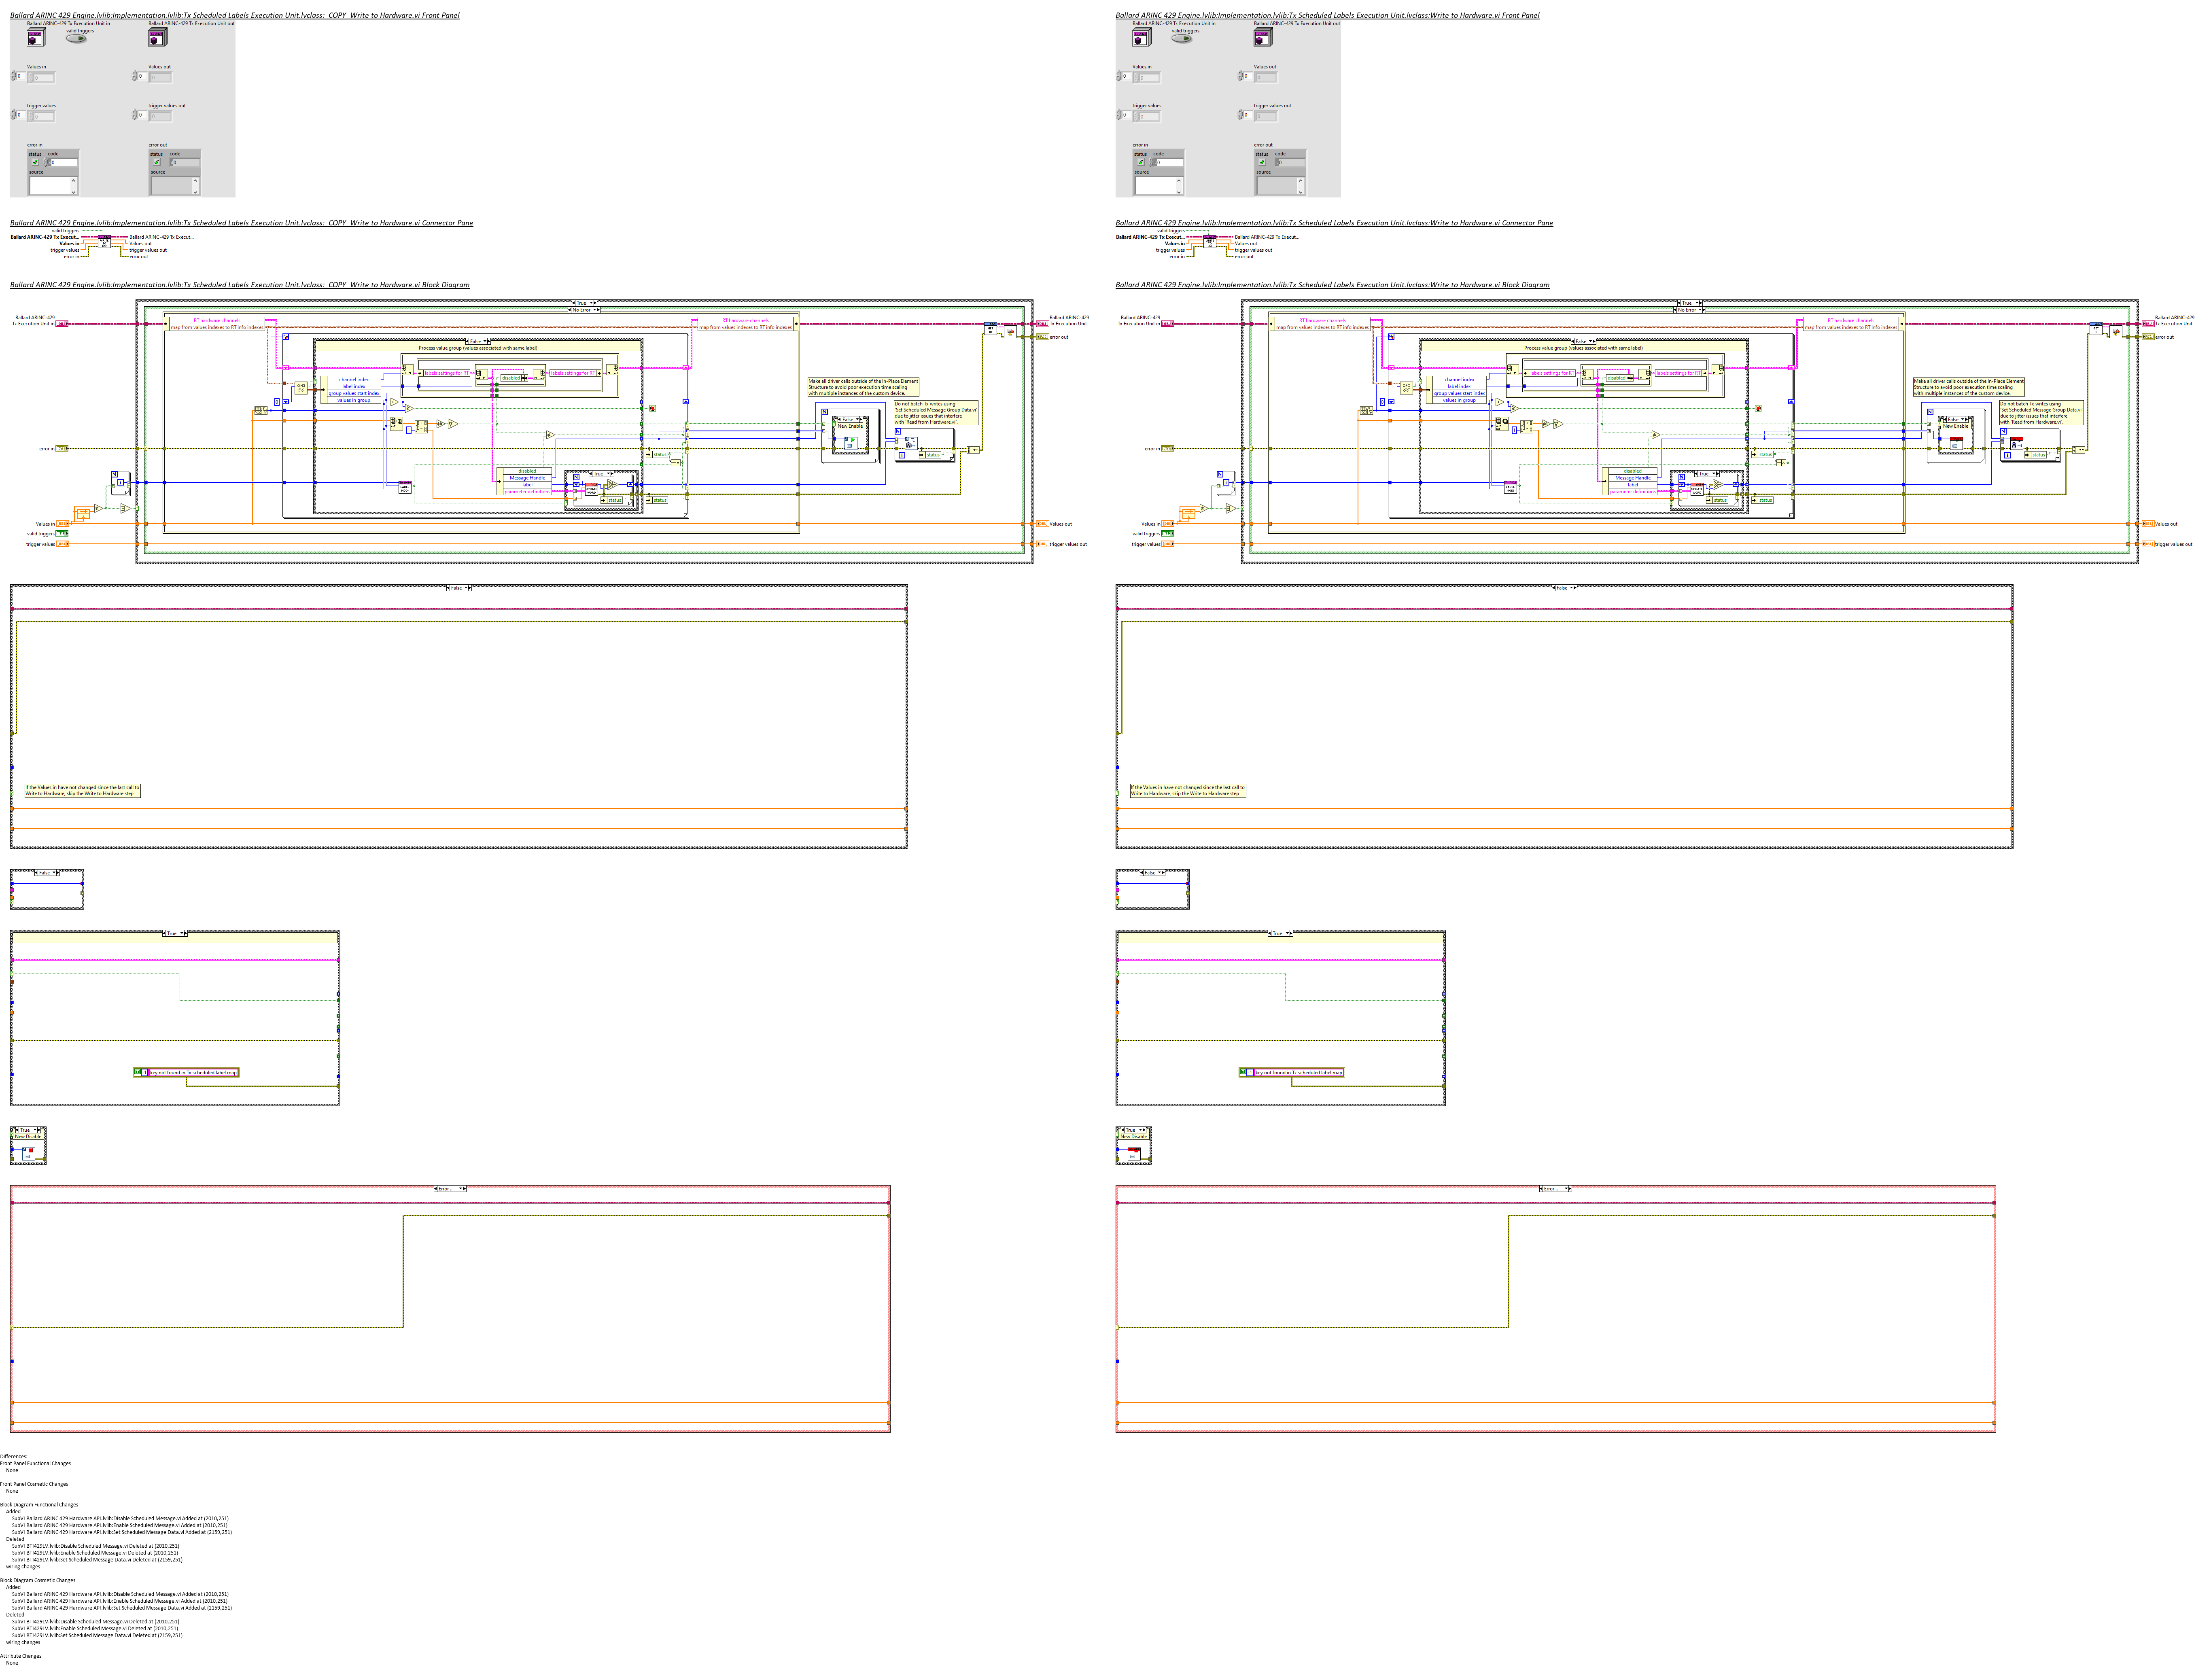 Ballard ARINC 429 Engine.lvlib:Implementation.lvlib:Tx Scheduled Labels Execution Unit.lvclass:_COPY_Write to Hardware.vi Front Panel
Ballard ARINC-429 Tx Execution Unit in
Ballard ARINC-429 Tx Execution Unit out
valid triggers
Values in
Values out
trigger values
trigger values out
error in
error out
status code
status code
source
source
Ballard ARINC 429 Engine.lvlib:Implementation.lvlib:Tx Scheduled Labels Execution Unit.lvclass:Write to Hardware.vi Front Panel
Ballard ARINC-429 Tx Execution Unit in
Ballard ARINC-429 Tx Execution Unit out
valid triggers
Values in
Values out
trigger values
trigger values out
error in
error out
status code
status code
source
source
Ballard ARINC 429 Engine.lvlib:Implementation.lvlib:Tx Scheduled Labels Execution Unit.lvclass:_COPY_Write to Hardware.vi Connector Pane
valid triggers
Ballard ARINC-429 Tx Execut...
Ballard ARINC-429 Tx Execut...
Values in
Values out
trigger values
trigger values out
error in
error out
Ballard ARINC 429 Engine.lvlib:Implementation.lvlib:Tx Scheduled Labels Execution Unit.lvclass:Write to Hardware.vi Connector Pane
valid triggers
Ballard ARINC-429 Tx Execut...
Ballard ARINC-429 Tx Execut...
Values in
Values out
trigger values
trigger values out
error in
error out
Ballard ARINC 429 Engine.lvlib:Implementation.lvlib:Tx Scheduled Labels Execution Unit.lvclass:_COPY_Write to Hardware.vi Block Diagram
True
No Error
Ballard ARINC-429
Tx Execution Unit in
RT hardware channels
map from values indexes to RT info indexes
RT hardware channels
map from values indexes to RT info indexes
Ballard ARINC-429
Tx Execution Unit
error out
False
Process value group (values associated with same label)
labels settings for RT
disabled
labels settings for RT
channel index
label index
group values start index
values in group
Make all driver calls outside of the In-Place Element
Structure to avoid poor execution time scaling
with multiple instances of the custom device.
Do not batch Tx writes using
'Set Scheduled Message Group Data.vi'
due to jitter issues that interfere
with 'Read from Hardware.vi'.
False
New Enable
error in
status
status
disabled
Message Handle
label
parameter definitions
True
status
status
Values in
Values out
valid triggers
trigger values
trigger values out
Ballard ARINC 429 Engine.lvlib:Implementation.lvlib:Tx Scheduled Labels Execution Unit.lvclass:Write to Hardware.vi Block Diagram
True
No Error
Ballard ARINC-429
Tx Execution Unit in
RT hardware channels
map from values indexes to RT info indexes
RT hardware channels
map from values indexes to RT info indexes
Ballard ARINC-429
Tx Execution Unit
error out
False
Process value group (values associated with same label)
labels settings for RT
disabled
labels settings for RT
channel index
label index
group values start index
values in group
Make all driver calls outside of the In-Place Element
Structure to avoid poor execution time scaling
with multiple instances of the custom device.
Do not batch Tx writes using
'Set Scheduled Message Group Data.vi'
due to jitter issues that interfere
with 'Read from Hardware.vi'.
False
New Enable
error in
status
status
disabled
Message Handle
label
parameter definitions
True
status
status
Values in
Values out
valid triggers
trigger values
trigger values out
False
If the Values in have not changed since the last call to
Write to Hardware, skip the Write to Hardware step
False
If the Values in have not changed since the last call to
Write to Hardware, skip the Write to Hardware step
False
False
True
key not found in Tx scheduled label map
True
key not found in Tx scheduled label map
True
New Disable
True
New Disable
Error
Error
Differences:
Front Panel Functional Changes
None
Front Panel Cosmetic Changes
None
Block Diagram Functional Changes
Added
SubVI Ballard ARINC 429 Hardware API.lvlib:Disable Scheduled Message.vi Added at (2010,251)
SubVI Ballard ARINC 429 Hardware API.lvlib:Enable Scheduled Message.vi Added at (2010,251)
SubVI Ballard ARINC 429 Hardware API.lvlib:Set Scheduled Message Data.vi Added at (2159,251)
Deleted
SubVI BTI429LV.lvlib:Disable Scheduled Message.vi Deleted at (2010,251)
SubVI BTI429LV.lvlib:Enable Scheduled Message.vi Deleted at (2010,251)
SubVI BTI429LV.lvlib:Set Scheduled Message Data.vi Deleted at (2159,251)
wiring changes
Block Diagram Cosmetic Changes
Added
SubVI Ballard ARINC 429 Hardware API.lvlib:Disable Scheduled Message.vi Added at (2010,251)
SubVI Ballard ARINC 429 Hardware API.lvlib:Enable Scheduled Message.vi Added at (2010,251)
SubVI Ballard ARINC 429 Hardware API.lvlib:Set Scheduled Message Data.vi Added at (2159,251)
Deleted
SubVI BTI429LV.lvlib:Disable Scheduled Message.vi Deleted at (2010,251)
SubVI BTI429LV.lvlib:Enable Scheduled Message.vi Deleted at (2010,251)
SubVI BTI429LV.lvlib:Set Scheduled Message Data.vi Deleted at (2159,251)
wiring changes
Attribute Changes
None